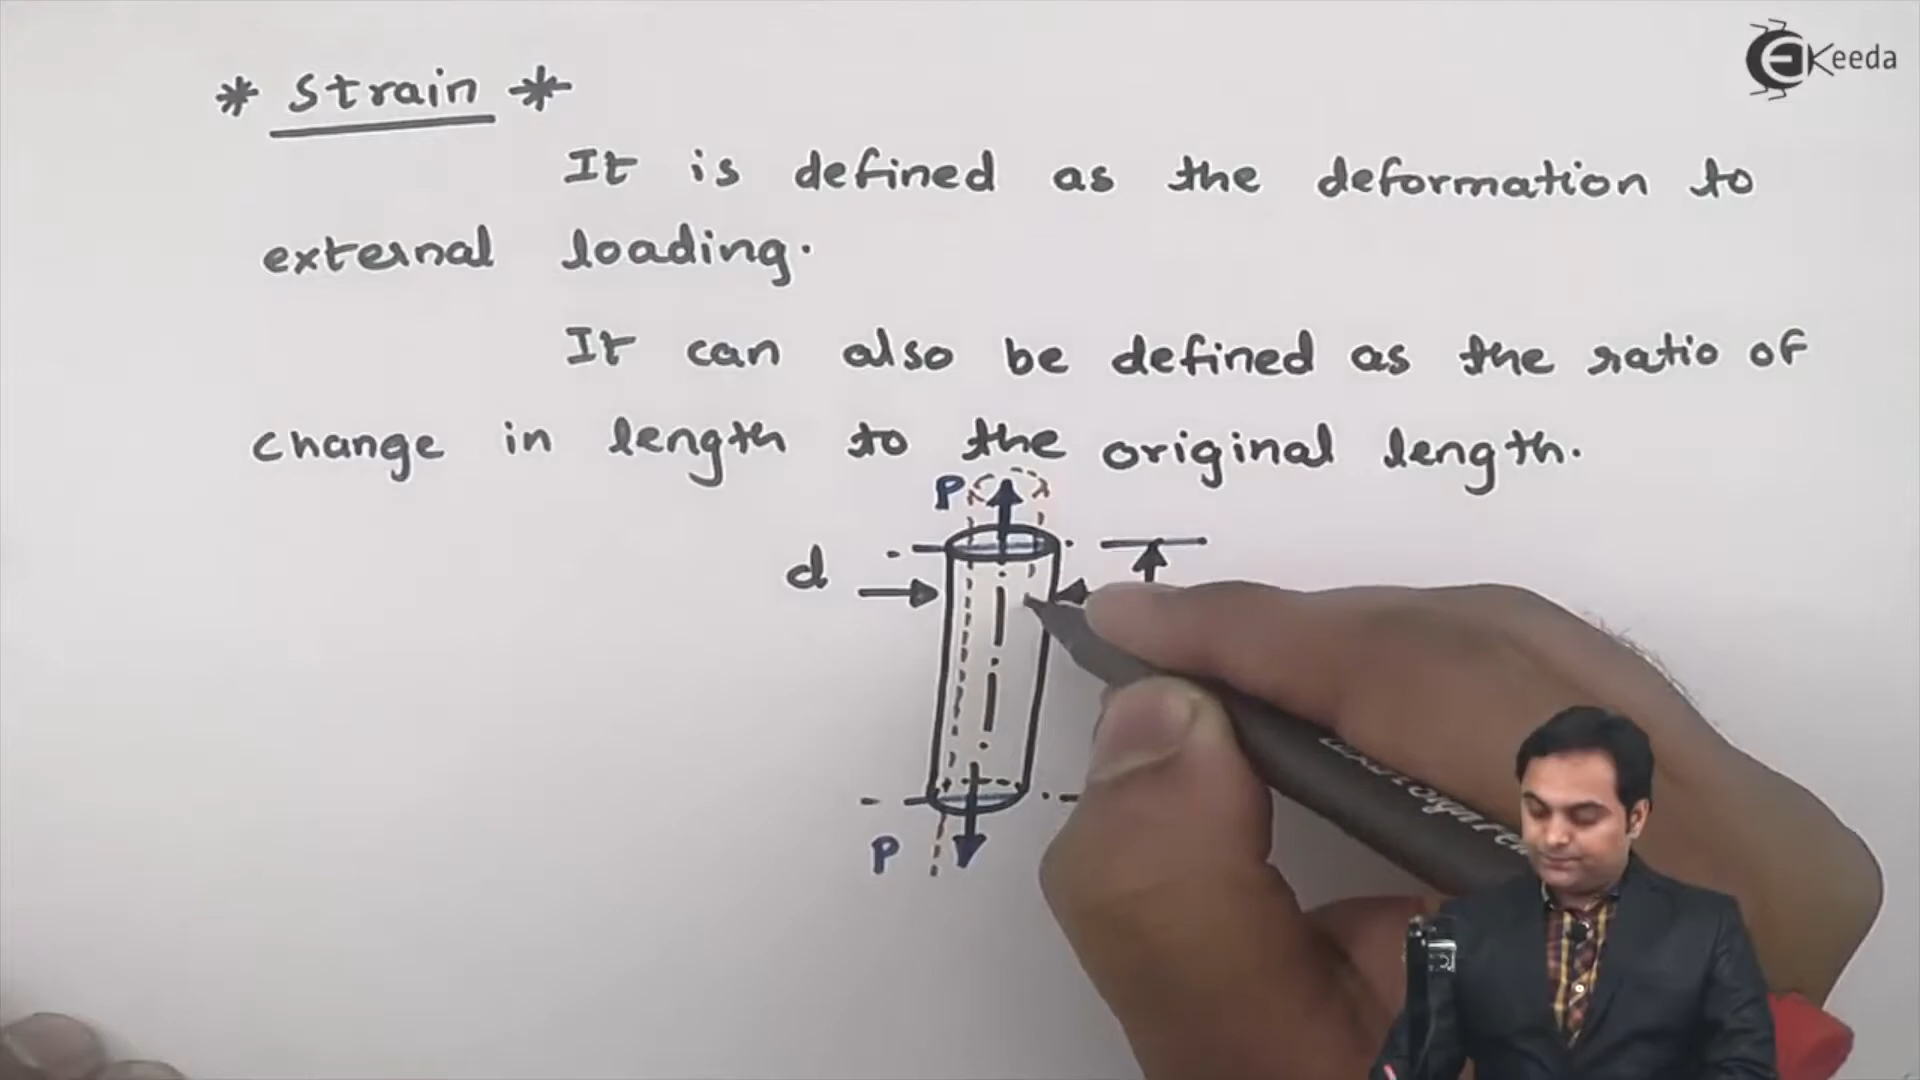 Keeda
* Strain *
It is defined as the deformation to
external loading.
It can also be defined as the ratio of
change in length to the original length.
P
d
P